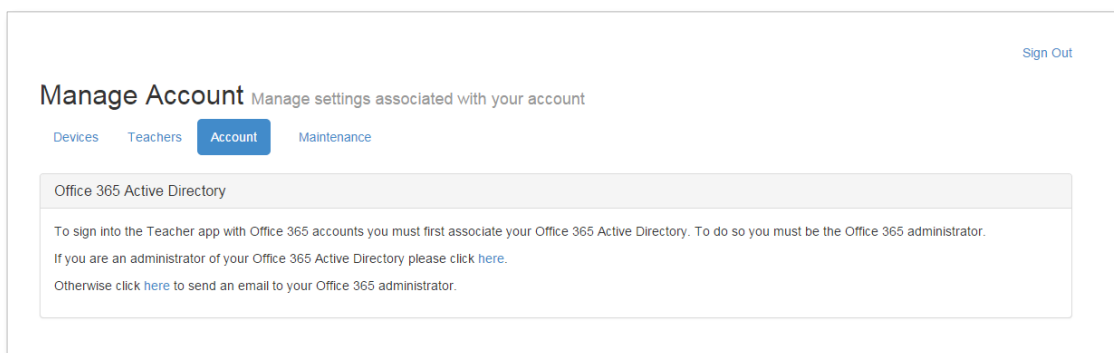 Sign Out
Manage Account Manage settings associated with your account
Devices Teachers Account Maintenance
Office 365 Active Directory
To sign into the Teacher app with Office 365 accounts you must first associate your Office 365 Active Directory. To do so you must be the Office 365 administrator.
If you are an administrator of your Office 365 Active Directory please click here.
Otherwise click here to send an email to your Office 365 administrator.